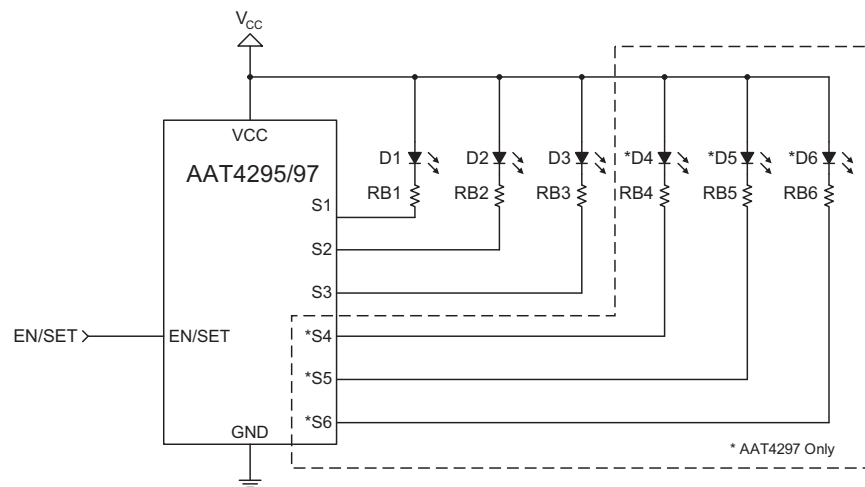 VCC
VCC
AAT4295/97
D1 D2 D3 *D4 *D5 *D6
RB1 RB2 RB3 RB4 RB5 RB6
S1
S2
S3
EN/SET EN/SET *S4
*S5
*S6
GND
* AAT4297 Only